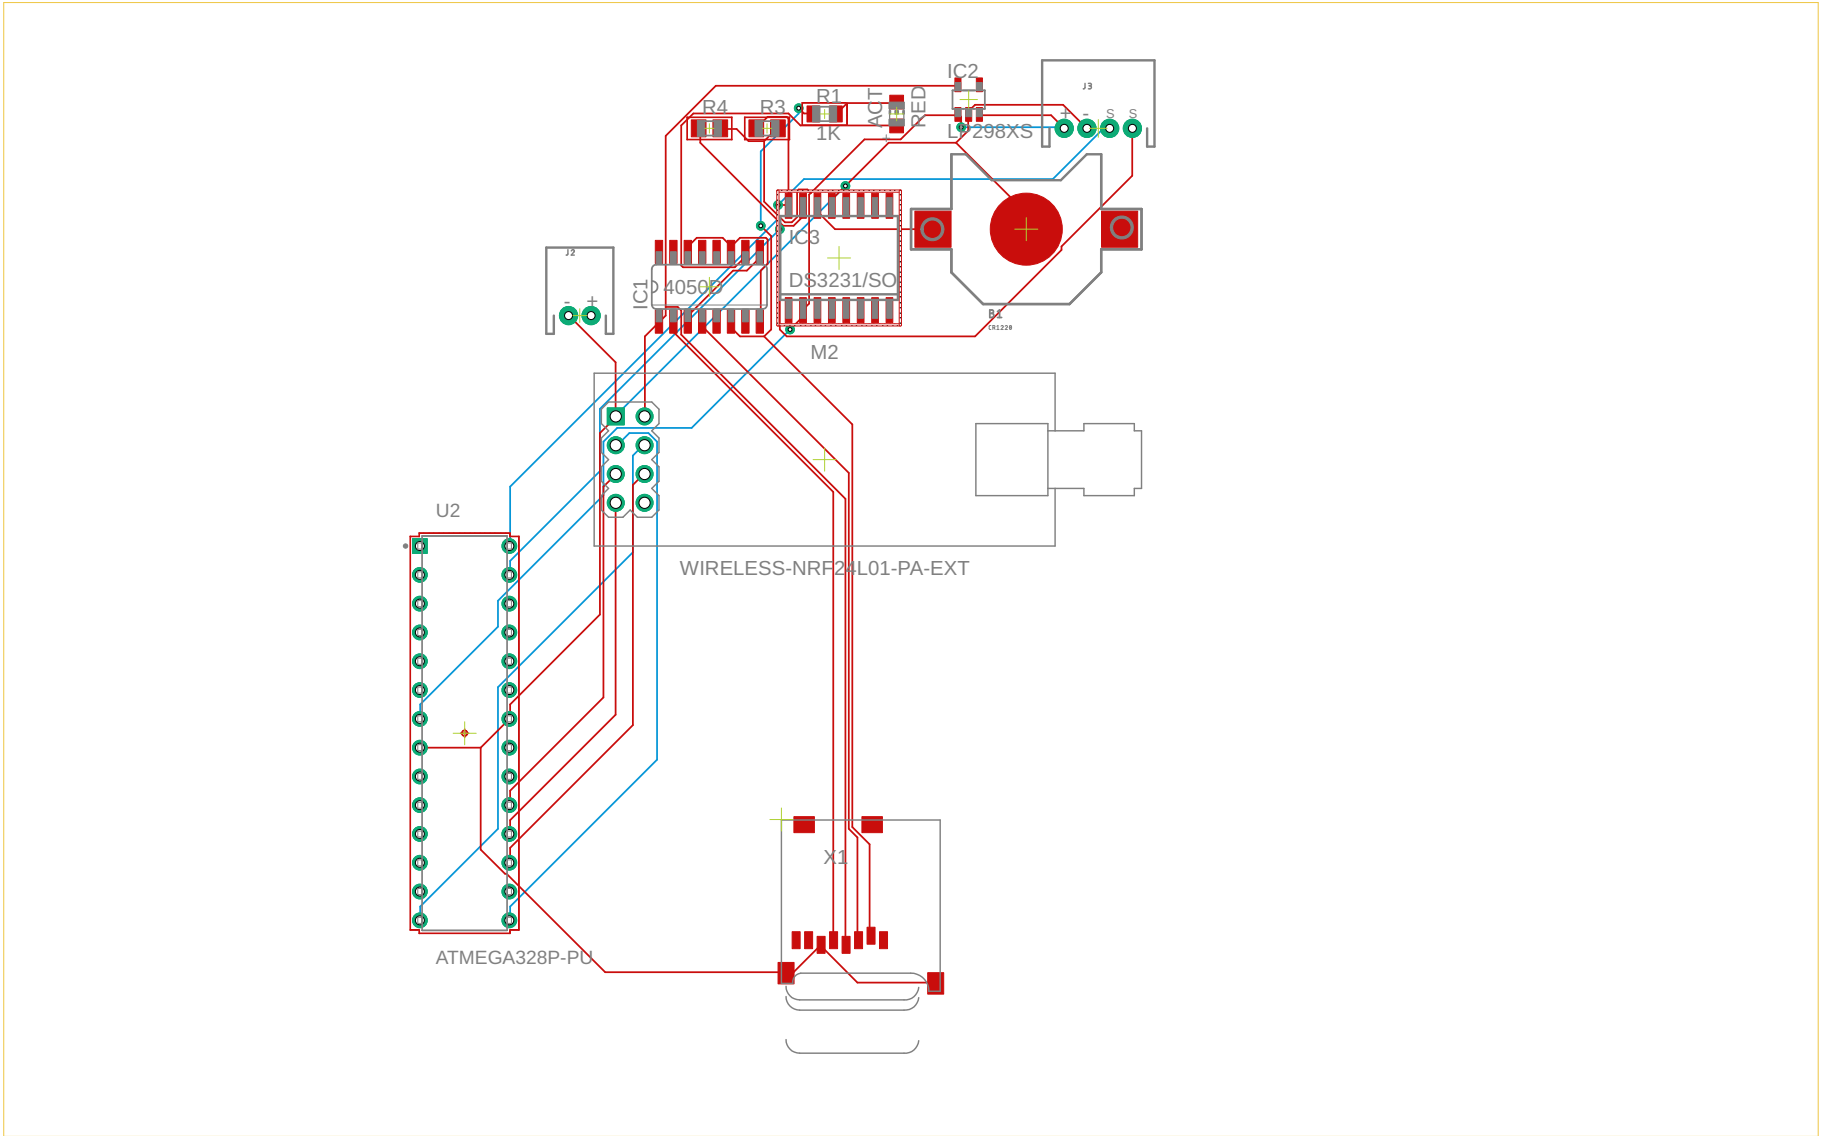 IC2
J3
R4
R3
R1
ACT
RED
+
-
S
S
1K
+
LP298XS
J2
IC3
-
+
IC1
4050D
DS3231/SO
B1
CR1220
M2
U2
WIRELESS-NRF24L01-PA-EXT
X1
ATMEGA328P-PU